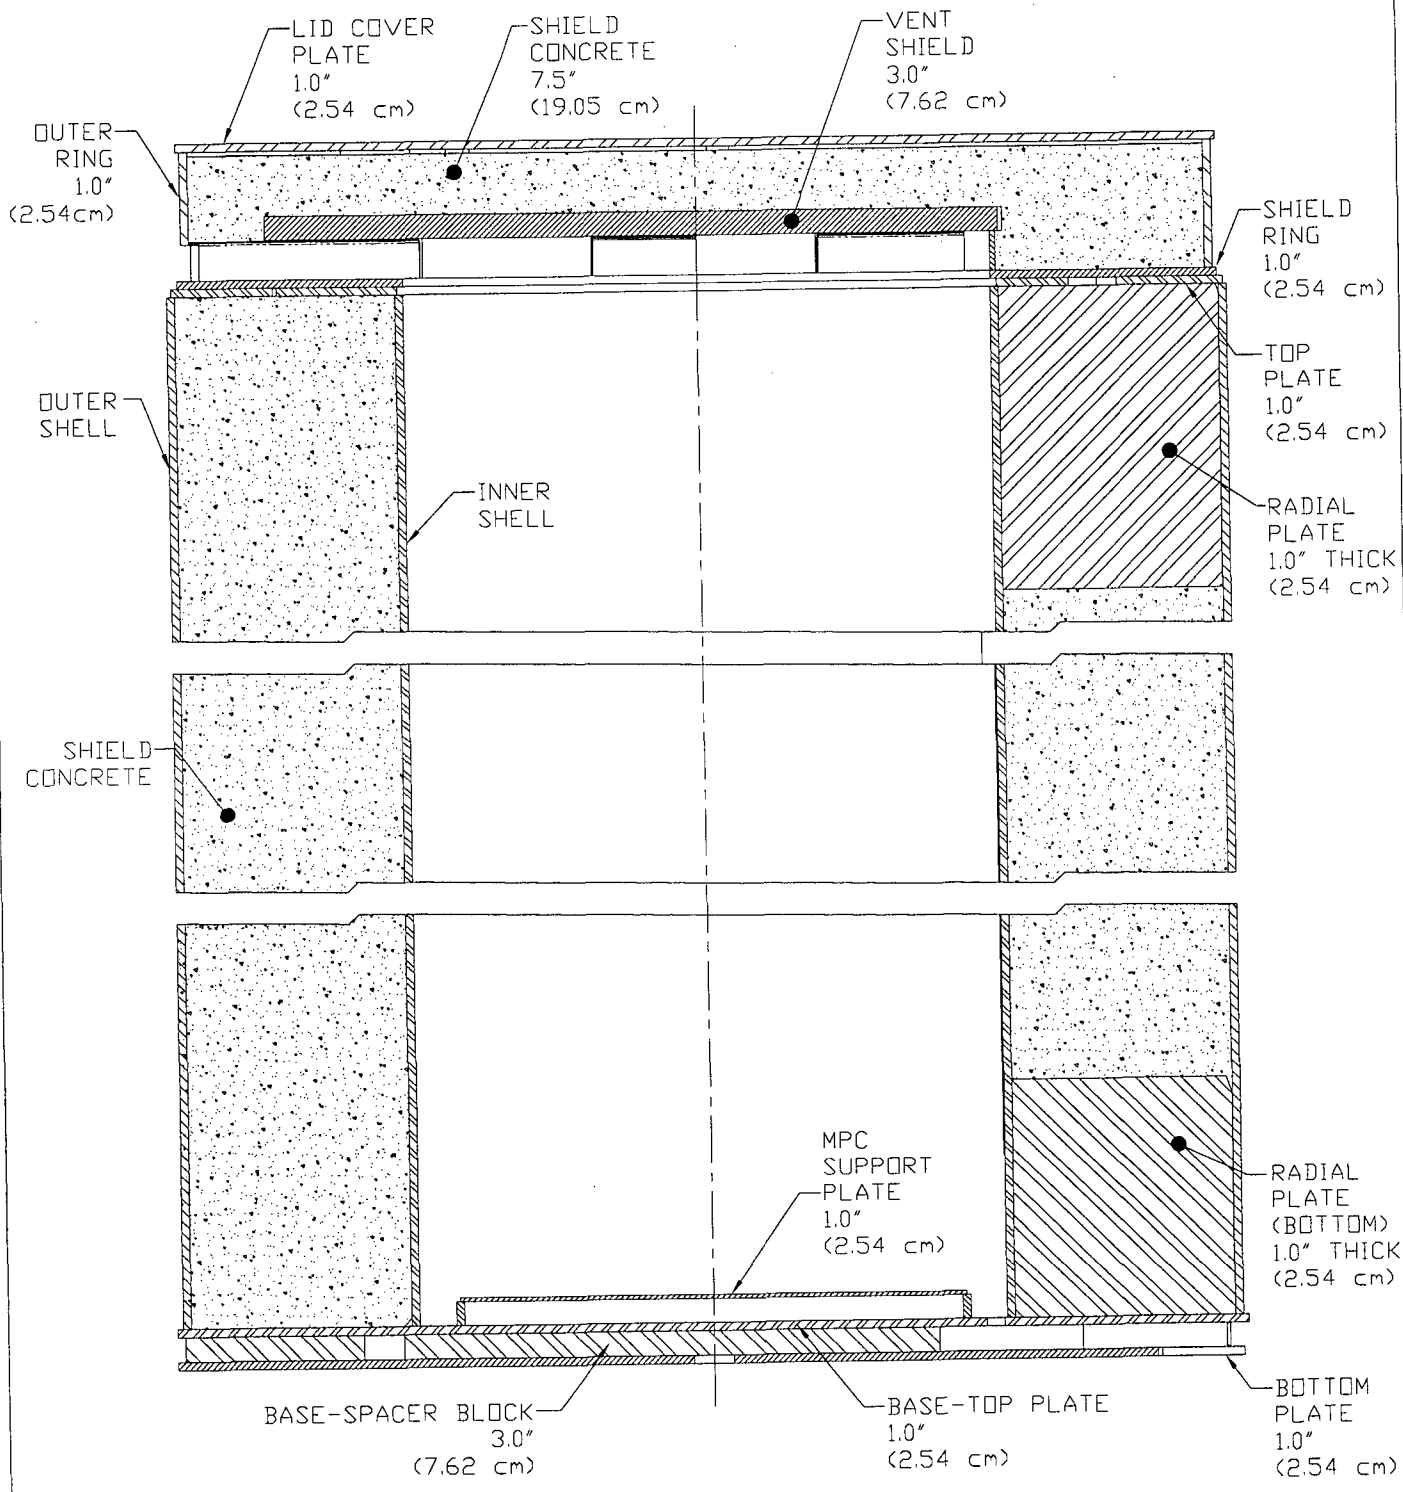 LID COVER
PLATE
1.0"
(2.54 cm)
SHIELD
CONCRETE
7.5"
(19.05 cm)
VENT
SHIELD
3.0"
(7.62 cm)
OUTER
RING
1.0"
(2.54cm)
SHIELD
RING
1.0"
(2.54 cm)
TOP
PLATE
1.0"
(2.54 cm)
OUTER
SHELL
INNER
SHELL
RADIAL
PLATE
1.0" THICK
(2.54 cm)
SHIELD
CONCRETE
MPC
SUPPORT
PLATE
1.0"
(2.54 cm)
RADIAL
PLATE
(BOTTOM)
1.0" THICK
(2.54 cm)
BASE-SPACER BLOCK
3.0"
(7.62 cm)
BASE-TOP PLATE
1.0"
(2.54 cm)
BOTTOM
PLATE
1.0"
(2.54 cm)